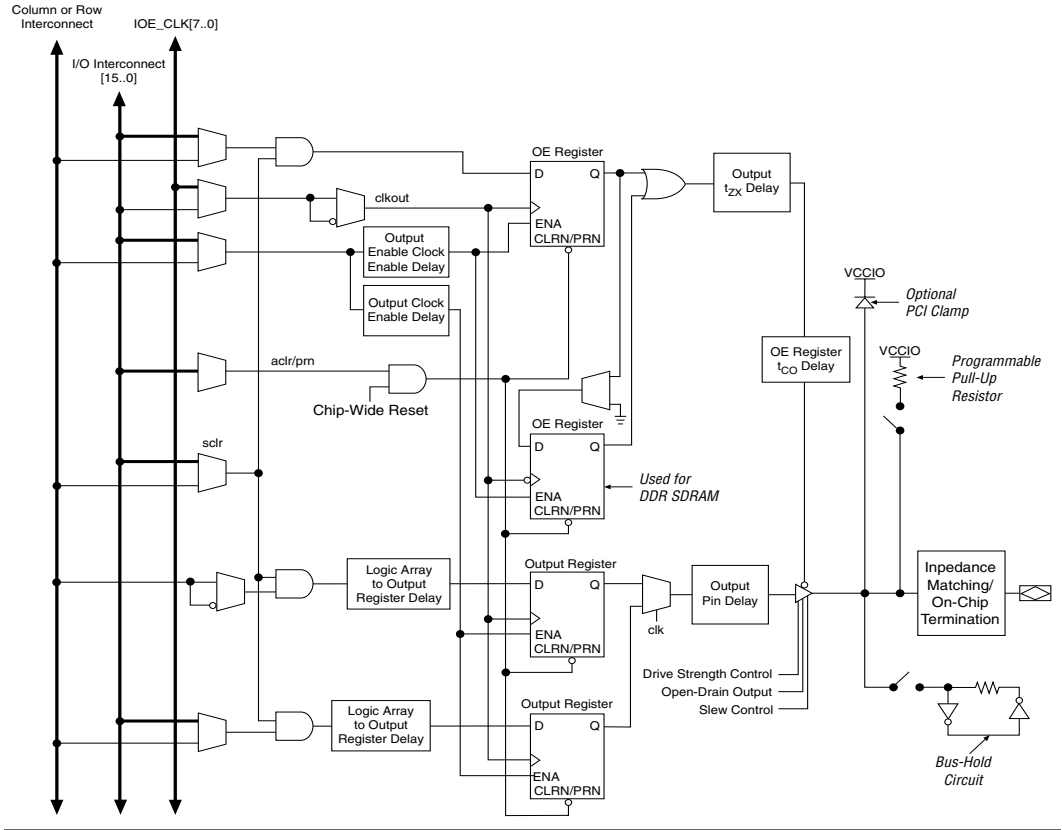 Column or Row
Interconnect
IOE_CLK[7..0]
I/O Interconnect
[15..0]
OE Register
D
Q
ENA
CLRN/PRN
Output
tZX Delay
clkout
Output
Enable Clock
Enable Delay
Output Clock
Enable Delay
VCCIO
Optional
PCI Clamp
OE Register
tCO Delay
VCCIO
Programmable
Pull-Up
Resistor
aclr/prn
Chip-Wide Reset
OE Register
D
Q
ENA
CLRN/PRN
Used for
DDR SDRAM
sclr
Logic Array
to Output
Register Delay
Output Register
D
Q
ENA
CLRN/PRN
clk
Output
Pin Delay
Impedance
Matching/
On-Chip
Termination
Drive Strength Control
Open-Drain Output
Slew Control
Logic Array
to Output
Register Delay
Output Register
D
Q
ENA
CLRN/PRN
Bus-Hold
Circuit